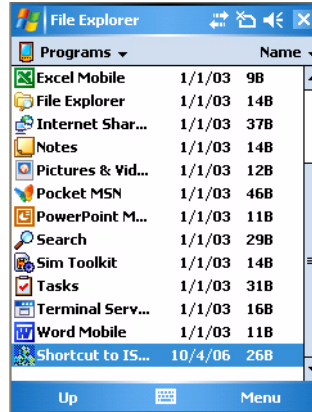 File Explorer
Programs Name
Excel Mobile 1/1/03 9B
File Explorer 1/1/03 14B
Internet Shar... 1/1/03 37B
Notes 1/1/03 14B
Pictures & Vid... 1/1/03 12B
Pocket MSN 1/1/03 46B
PowerPoint M... 1/1/03 11B
Search 1/1/03 29B
Sim Toolkit 1/1/03 14B
Tasks 1/1/03 31B
Terminal Serv... 1/1/03 16B
Word Mobile 1/1/03 11B
Shortcut to IS... 10/4/06 26B
Up Menu